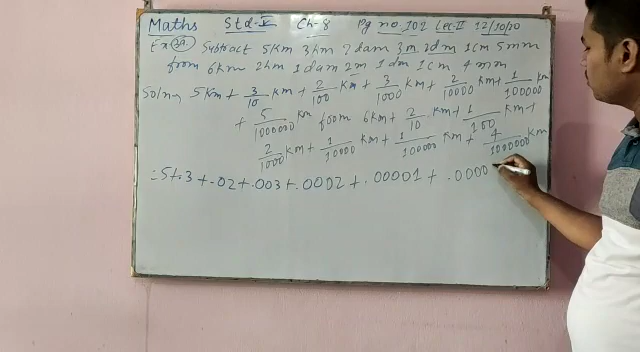 Maths Std-V Ch-8 Pg no. 102 Lec-II 12/10/20
Ex 3a. Subtract 5km 3hm 2dam 3m 2dm 1cm 5mm
from 6km 2hm 1dam 2m 1dm 1cm 4mm
Soln 5km + 3/10 km + 2/100 km + 3/1000 km + 2/10000 km + 1/100000 km
+ 5/1000000 km from 6km + 2/10 km + 1/100 km +
2/1000 km + 1/10000 km + 1/100000 km + 4/1000000 km
= 5 + .3 + .02 + .003 + .0002 + .00001 + .0000